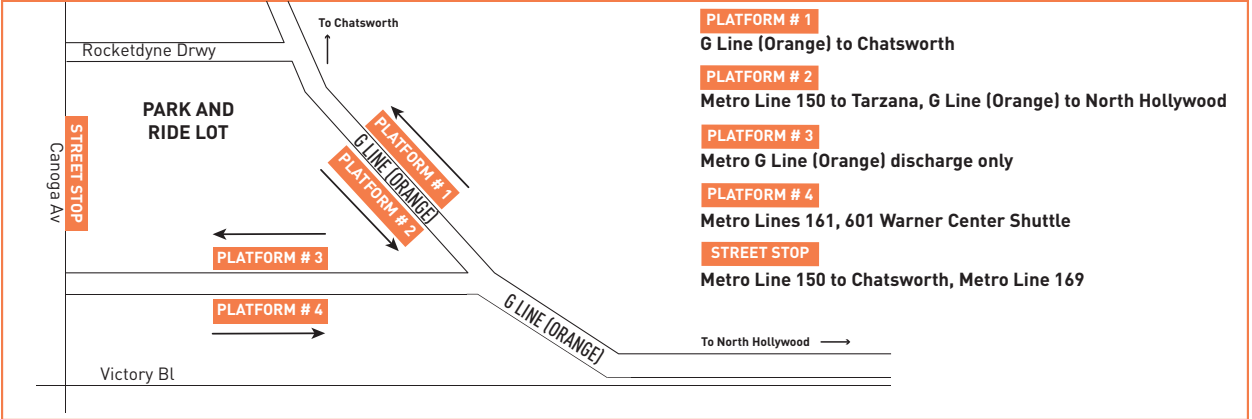 To Chatsworth
Rocketdyne Drwy
PARK AND
RIDE LOT
STREET STOP
Canoga Av
PLATFORM # 1
G LINE (ORANGE)
PLATFORM # 2
PLATFORM # 3
PLATFORM # 4
G LINE (ORANGE)
To North Hollywood
Victory Bl
PLATFORM # 1
G Line (Orange) to Chatsworth
PLATFORM # 2
Metro Line 150 to Tarzana, G Line (Orange) to North Hollywood
PLATFORM # 3
Metro G Line (Orange) discharge only
PLATFORM # 4
Metro Lines 161, 601 Warner Center Shuttle
STREET STOP
Metro Line 150 to Chatsworth, Metro Line 169